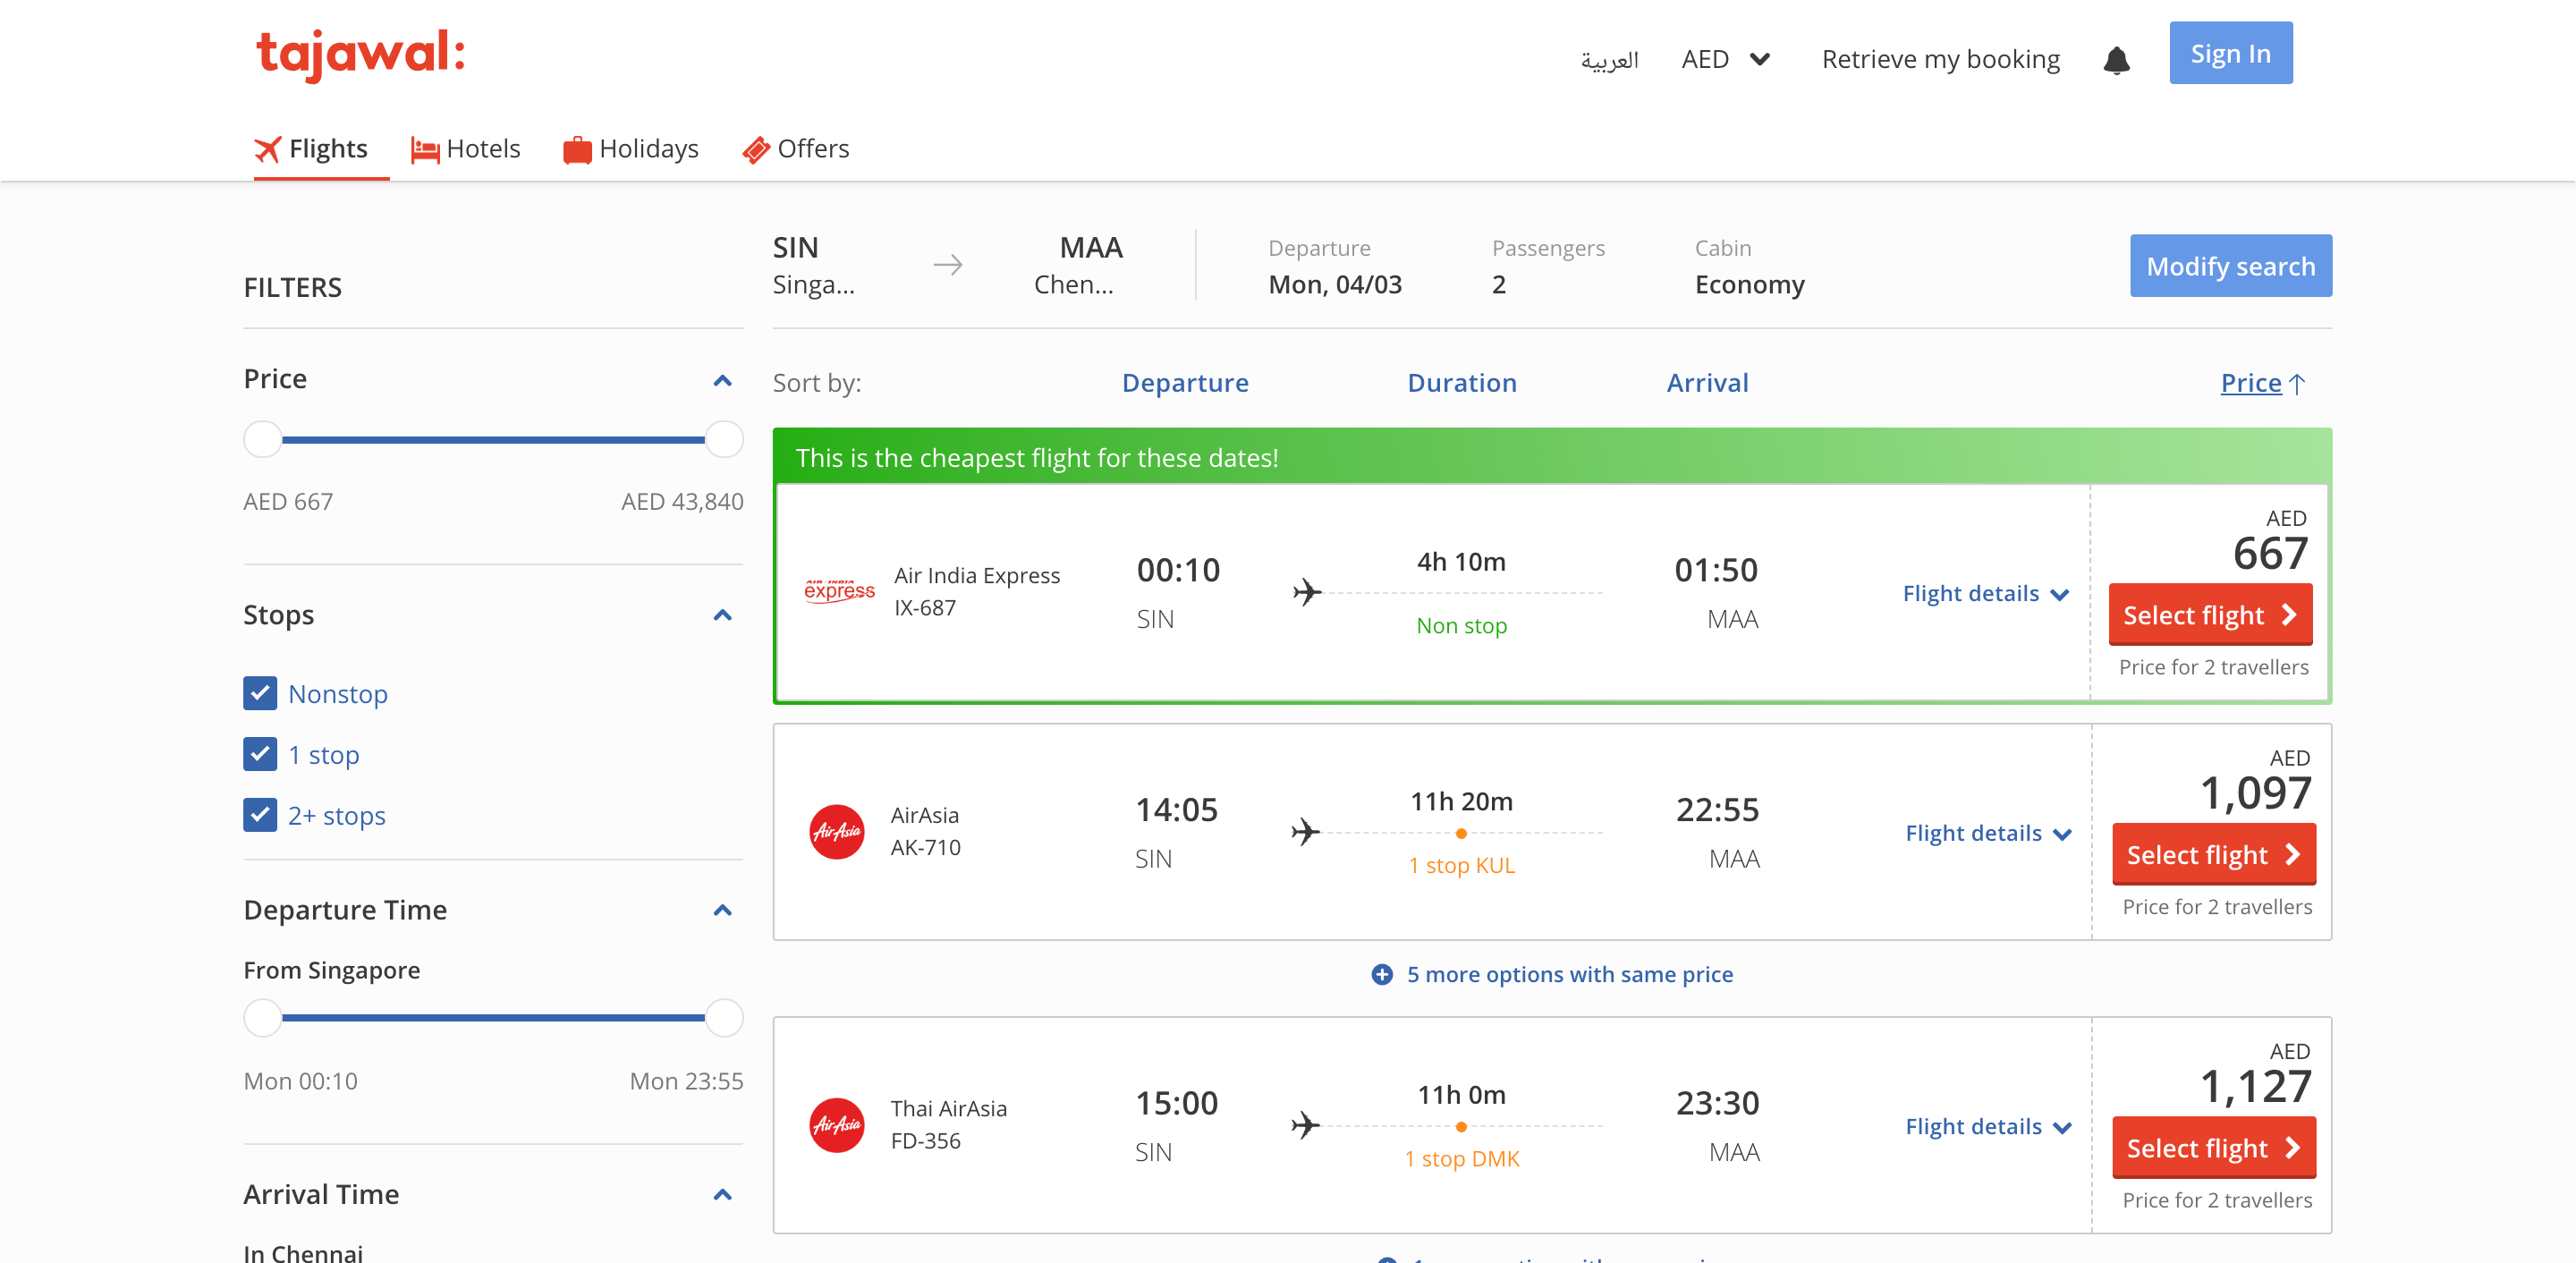 tajawal:
العربية
AED
Retrieve my booking
Sign In
Flights
Hotels
Holidays
Offers
FILTERS
Price
AED 667
AED 43,840
Stops
Nonstop
1 stop
2+ stops
Departure Time
From Singapore
Mon 00:10
Mon 23:55
Arrival Time
In Chennai
SIN
Singa...
MAA
Chen...
Departure
Mon, 04/03
Passengers
2
Cabin
Economy
Modify search
Sort by:
Departure
Duration
Arrival
Price
This is the cheapest flight for these dates!
express
Air India Express
IX-687
00:10
SIN
4h 10m
Non stop
01:50
MAA
Flight details
AED
667
Select flight
Price for 2 travellers
AirAsia
AirAsia
AK-710
14:05
SIN
11h 20m
1 stop KUL
22:55
MAA
Flight details
AED
1,097
Select flight
Price for 2 travellers
5 more options with same price
AirAsia
Thai AirAsia
FD-356
15:00
SIN
11h 0m
1 stop DMK
23:30
MAA
Flight details
AED
1,127
Select flight
Price for 2 travellers